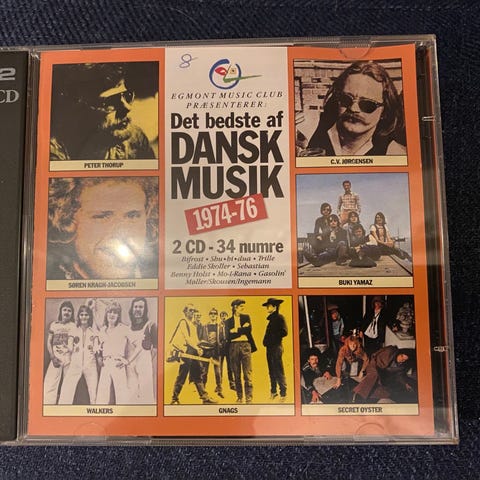 2
CD
8
EGMONT MUSIC CLUB
PRÆSENTERER:
Det bedste af
DANSK
MUSIK
1974-76
2 CD - 34 numre
Bifrost • Shu • bi • dua • Trille
Eddie Skoller • Sebastian
Benny Holst • Mo-I-Rana • Gasolin'
Møller/Skousen/Ingemann
PETER THORUP
C.V. JØRGENSEN
SØREN KRAGH-JACOBSEN
BUKI YAMAZ
WALKERS
GNAGS
SECRET OYSTER